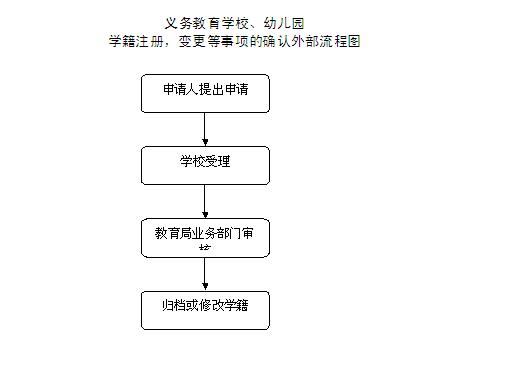 义务教育学校、幼儿园
学籍注册，变更等事项的确认外部流程图
申请人提出申请
学校受理
教育局业务部门审
核
归档或修改学籍